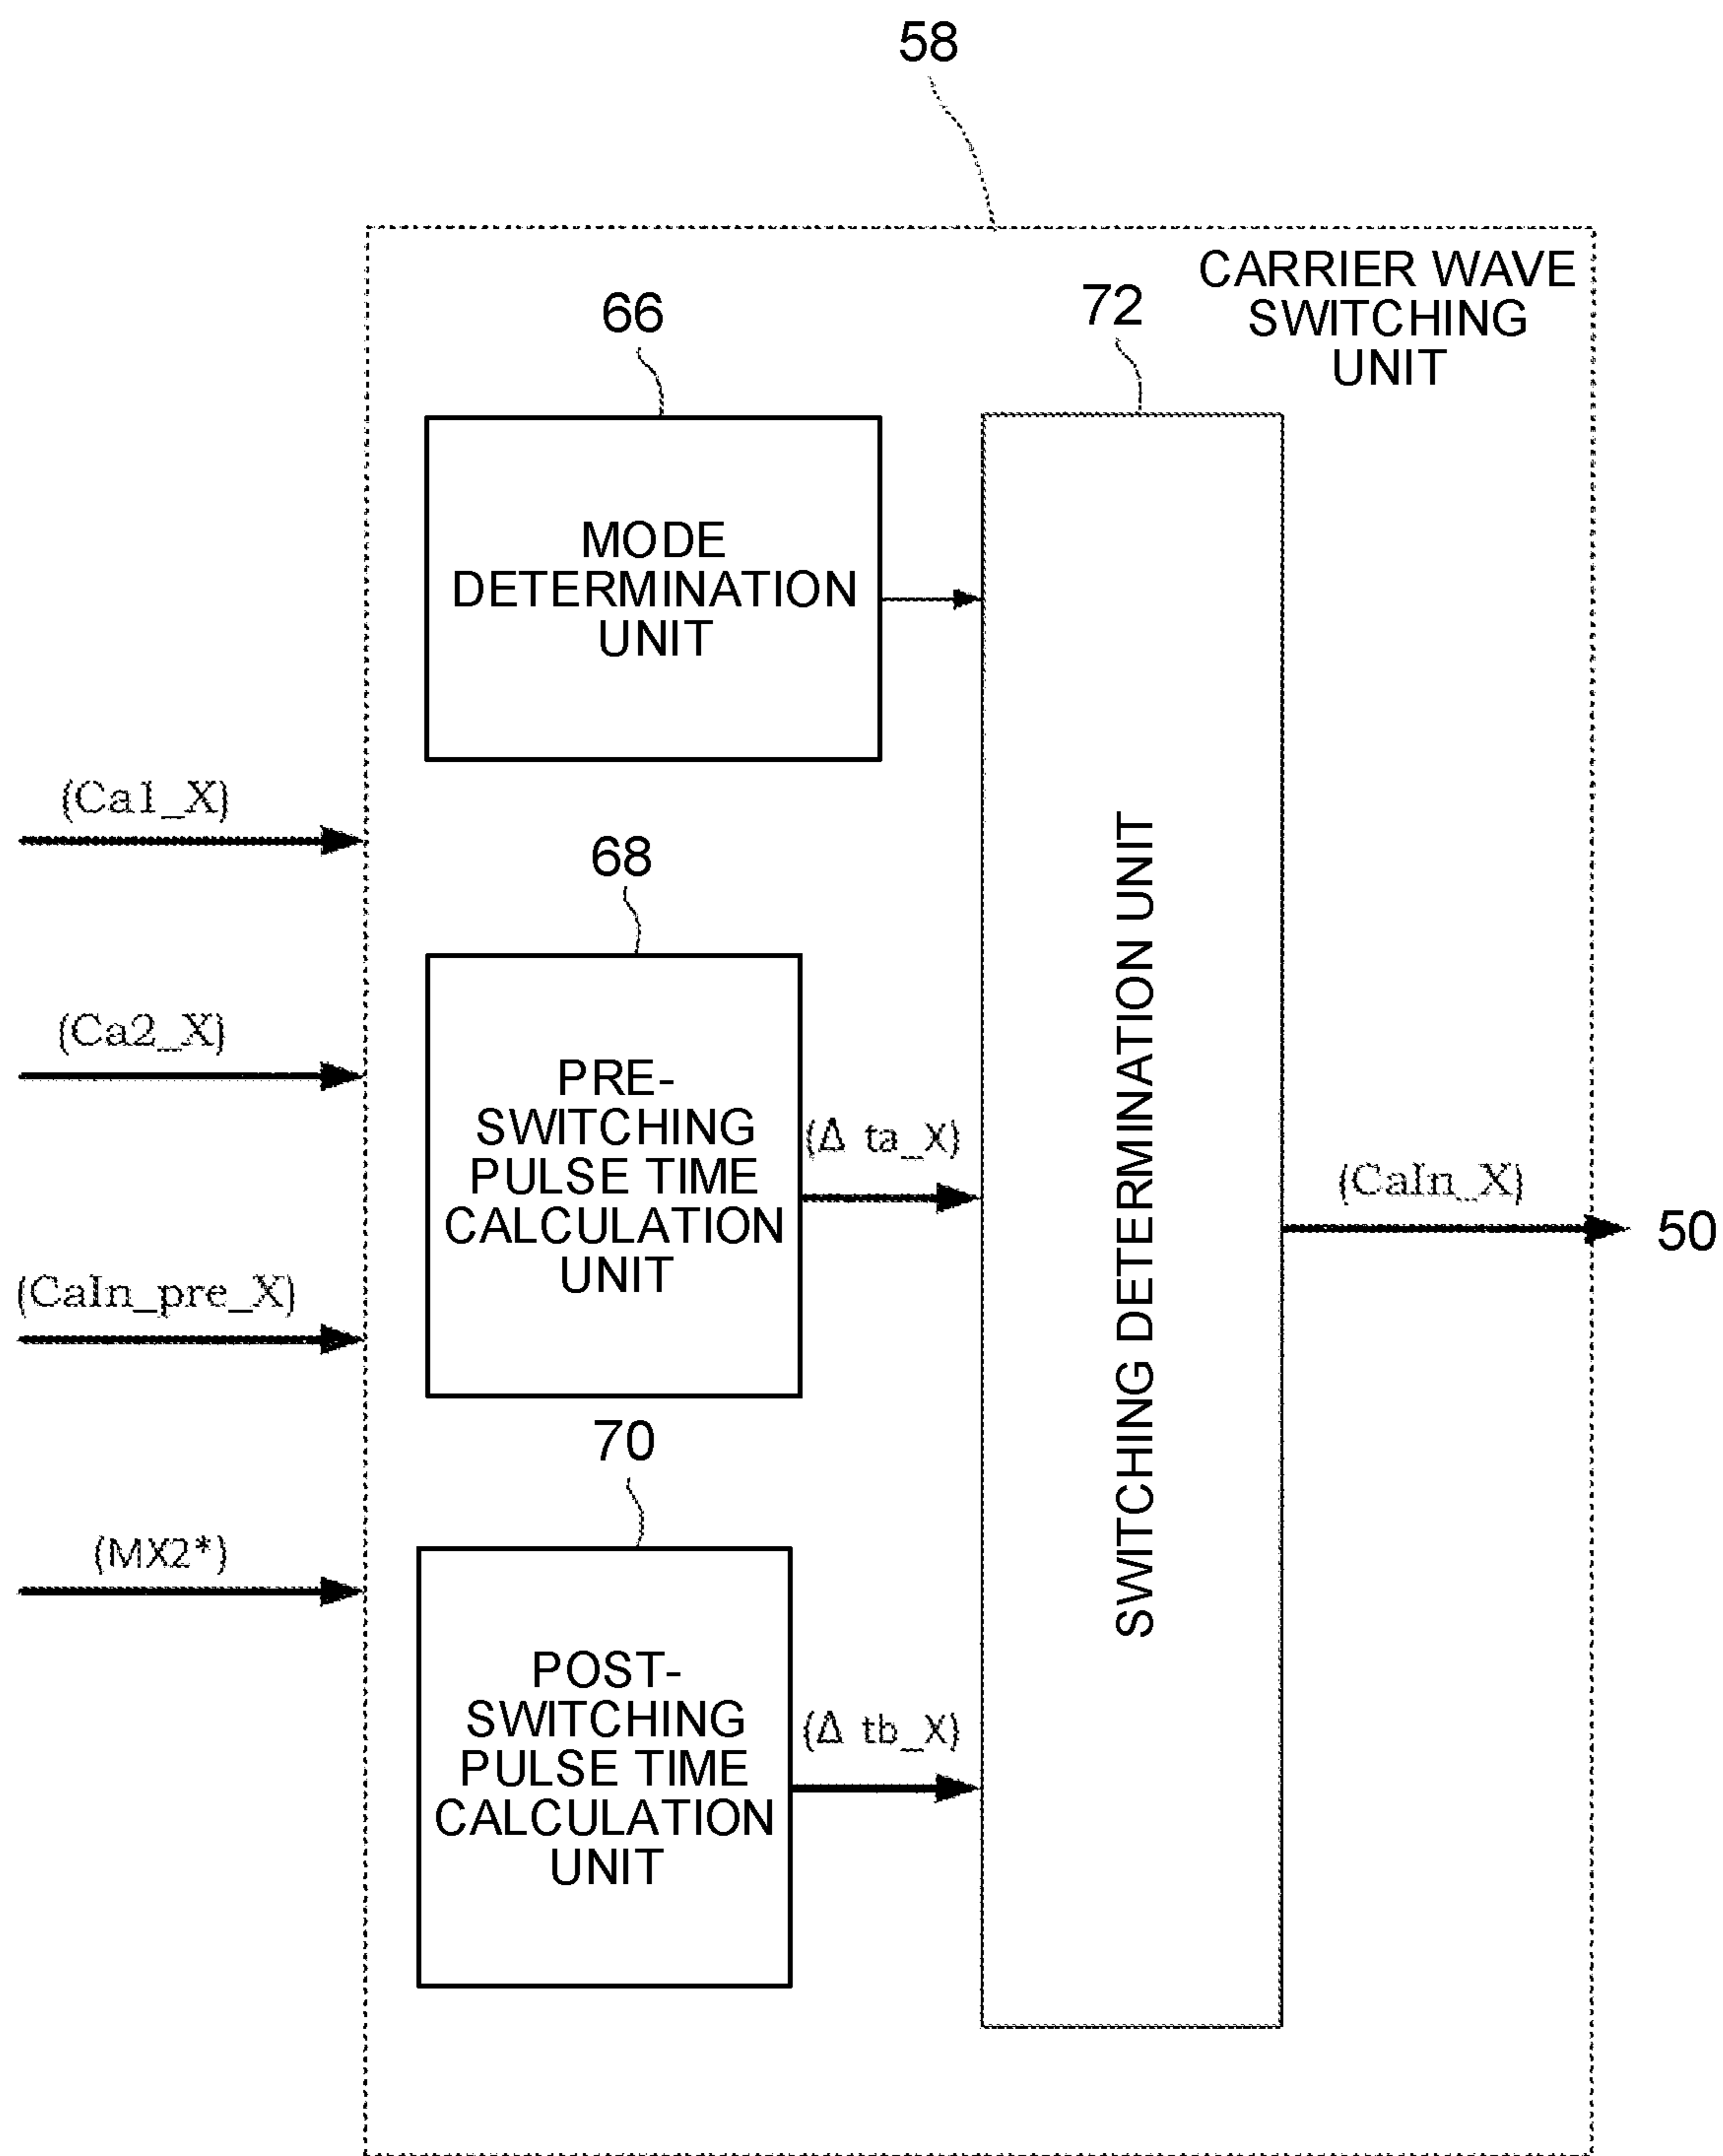 58
CARRIER WAVE
SWITCHING
UNIT
66
72
MODE
DETERMINATION
UNIT
(Ca1_X)
68
(Ca2_X)
PRE-
SWITCHING
PULSE TIME
CALCULATION
UNIT
(Δ ta_X)
SWITCHING DETERMINATION UNIT
(CaIn_X)
50
(CaIn_pre_X)
70
(MX2*)
POST-
SWITCHING
PULSE TIME
CALCULATION
UNIT
(Δ tb_X)